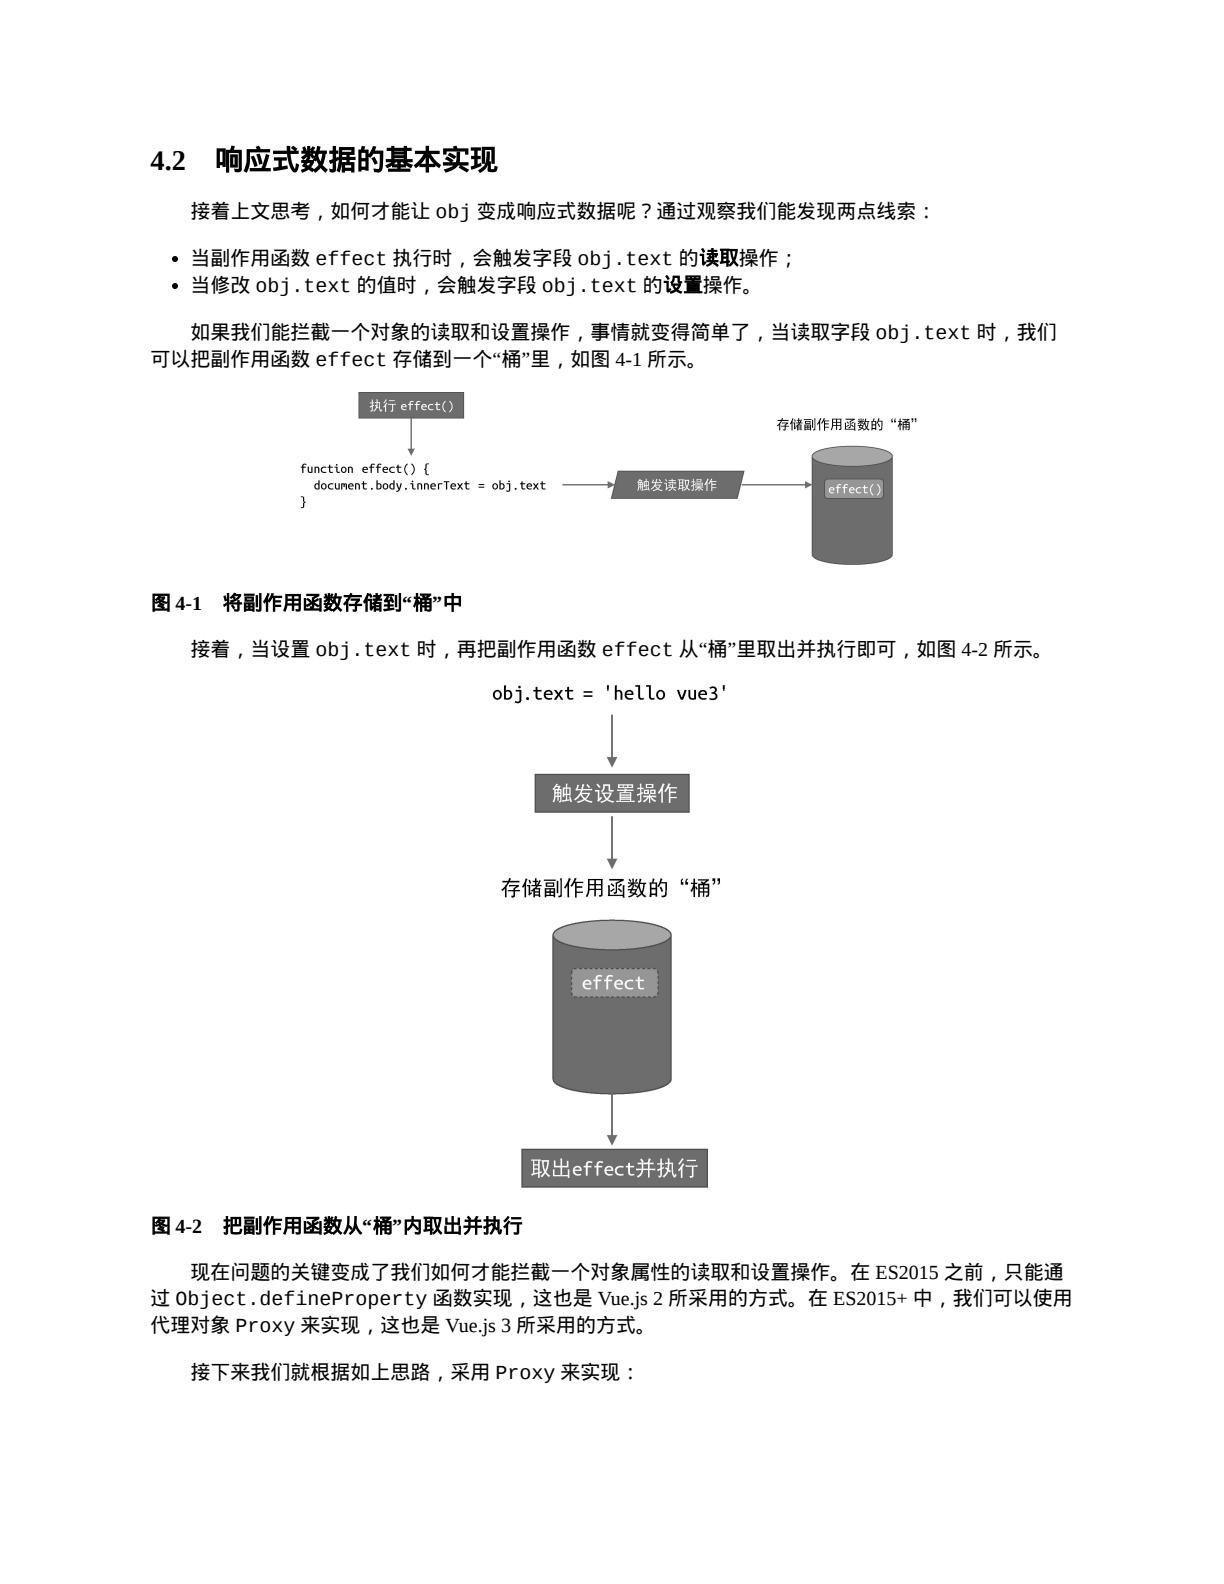 4.2 响应式数据的基本实现
接着上文思考，如何才能让 obj 变成响应式数据呢？通过观察我们能发现两点线索：
• 当副作用函数 effect 执行时，会触发字段 obj.text 的读取操作；
• 当修改 obj.text 的值时，会触发字段 obj.text 的设置操作。
如果我们能拦截一个对象的读取和设置操作，事情就变得简单了，当读取字段 obj.text 时，我们
可以把副作用函数 effect 存储到一个“桶”里，如图 4-1 所示。
执行 effect()
function effect() {
document.body.innerText = obj.text
}
触发读取操作
存储副作用函数的“桶”
effect()
图 4-1 将副作用函数存储到“桶”中
接着，当设置 obj.text 时，再把副作用函数 effect 从“桶”里取出并执行即可，如图 4-2 所示。
obj.text = 'hello vue3'
触发设置操作
存储副作用函数的“桶”
effect
取出effect并执行
图 4-2 把副作用函数从“桶”内取出并执行
现在问题的关键变成了我们如何才能拦截一个对象属性的读取和设置操作。在 ES2015 之前，只能通
过 Object.defineProperty 函数实现，这也是 Vue.js 2 所采用的方式。在 ES2015+ 中，我们可以使用
代理对象 Proxy 来实现，这也是 Vue.js 3 所采用的方式。
接下来我们就根据如上思路，采用 Proxy 来实现：